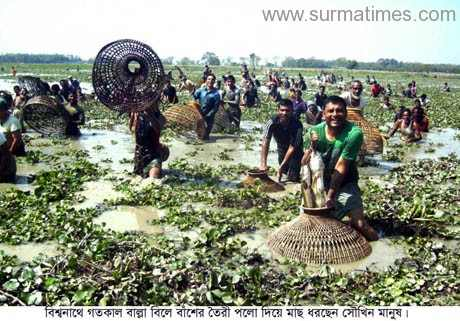 www.surmatimes.com
বিশ্বনাথে গতকাল বাল্লা বিলে বাঁশের তৈরী পলো দিয়ে মাছ ধরছেন সৌখিন মানুষ।